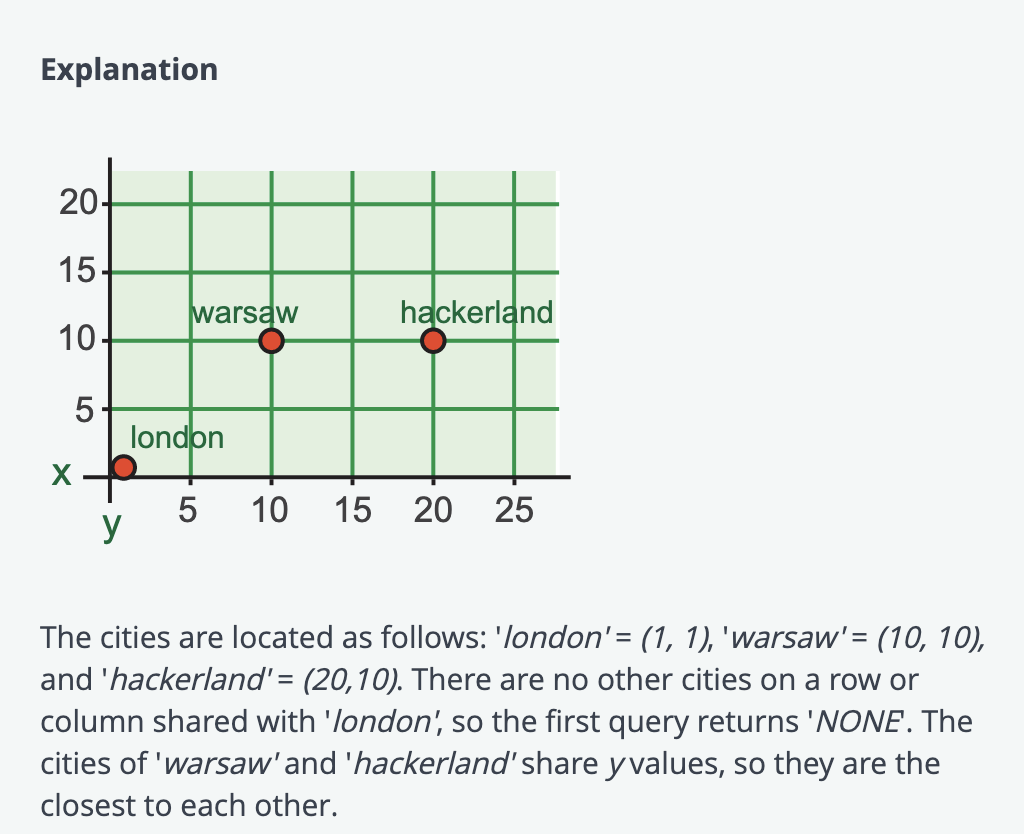 Explanation
20
15
warsaw
hackerland
10
5
london
x
5 10 15 20 25
y
The cities are located as follows: 'london' = (1, 1), 'warsaw' = (10, 10),
and 'hackerland' = (20,10). There are no other cities on a row or
column shared with 'london', so the first query returns 'NONE'. The
cities of 'warsaw' and 'hackerland' share y values, so they are the
closest to each other.